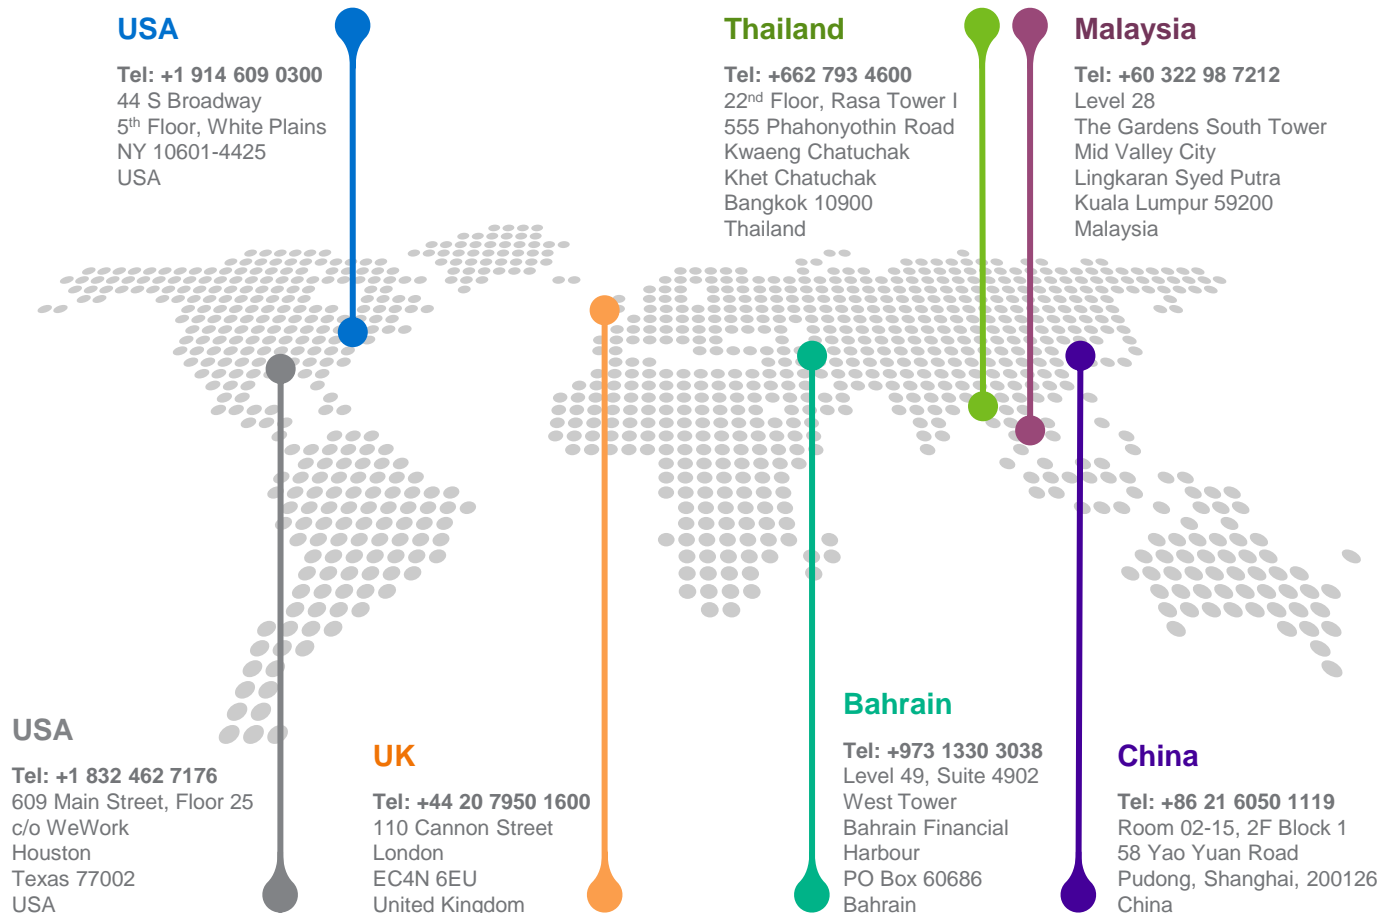 USA
Tel: +1 914 609 0300
44 S Broadway
5th Floor, White Plains
NY 10601-4425
USA
Thailand
Tel: +662 793 4600
22nd Floor, Rasa Tower I
555 Phahonyothin Road
Kwaeng Chatuchak
Khet Chatuchak
Bangkok 10900
Thailand
Malaysia
Tel: +60 322 98 7212
Level 28
The Gardens South Tower
Mid Valley City
Lingkaran Syed Putra
Kuala Lumpur 59200
Malaysia
USA
Tel: +1 832 462 7176
609 Main Street, Floor 25
c/o WeWork
Houston
Texas 77002
USA
UK
Tel: +44 20 7950 1600
110 Cannon Street
London
EC4N 6EU
United Kingdom
Bahrain
Tel: +973 1330 3038
Level 49, Suite 4902
West Tower
Bahrain Financial
Harbour
PO Box 60686
Bahrain
China
Tel: +86 21 6050 1119
Room 02-15, 2F Block 1
58 Yao Yuan Road
Pudong, Shanghai, 200126
China